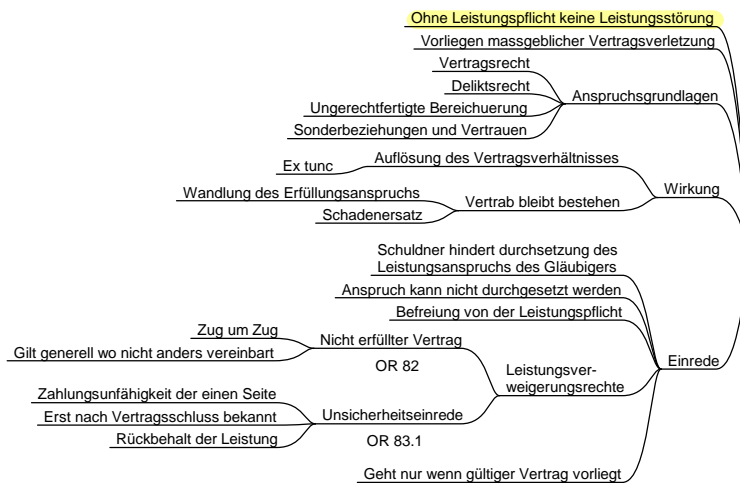 Ohne Leistungspflicht keine Leistungsstörung
Vorliegen massgeblicher Vertragsverletzung
Vertragsrecht
Deliktsrecht
Ungerechtfertigte Bereichuerung
Sonderbeziehungen und Vertrauen
Anspruchsgrundlagen
Ex tunc
Auflösung des Vertragsverhältnisses
Wandlung des Erfüllungsanspruchs
Schadenersatz
Vertrab bleibt bestehen
Wirkung
Schuldner hindert durchsetzung des
Leistungsanspruchs des Gläubigers
Anspruch kann nicht durchgesetzt werden
Befreiung von der Leistungspflicht
Zug um Zug
Gilt generell wo nicht anders vereinbart
Nicht erfüllter Vertrag
OR 82
Zahlungsunfähigkeit der einen Seite
Erst nach Vertragsschluss bekannt
Rückbehalt der Leistung
Unsicherheitseinrede
OR 83.1
Leistungsver-
weigerungsrechte
Geht nur wenn gültiger Vertrag vorliegt
Einrede